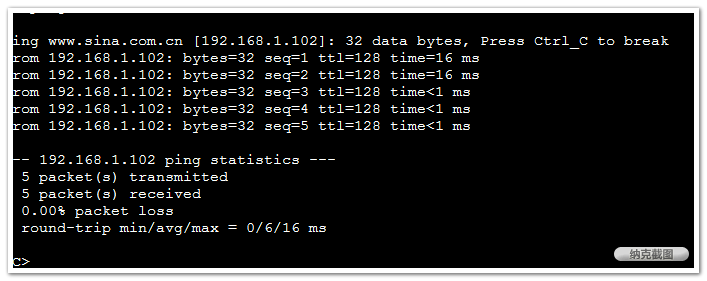 ing www.sina.com.cn [192.168.1.102]: 32 data bytes, Press Ctrl_C to break
rom 192.168.1.102: bytes=32 seq=1 ttl=128 time=16 ms
rom 192.168.1.102: bytes=32 seq=2 ttl=128 time=16 ms
rom 192.168.1.102: bytes=32 seq=3 ttl=128 time<1 ms
rom 192.168.1.102: bytes=32 seq=4 ttl=128 time<1 ms
rom 192.168.1.102: bytes=32 seq=5 ttl=128 time<1 ms
-- 192.168.1.102 ping statistics ---
5 packet(s) transmitted
5 packet(s) received
0.00% packet loss
round-trip min/avg/max = 0/6/16 ms
C>
纳克截图